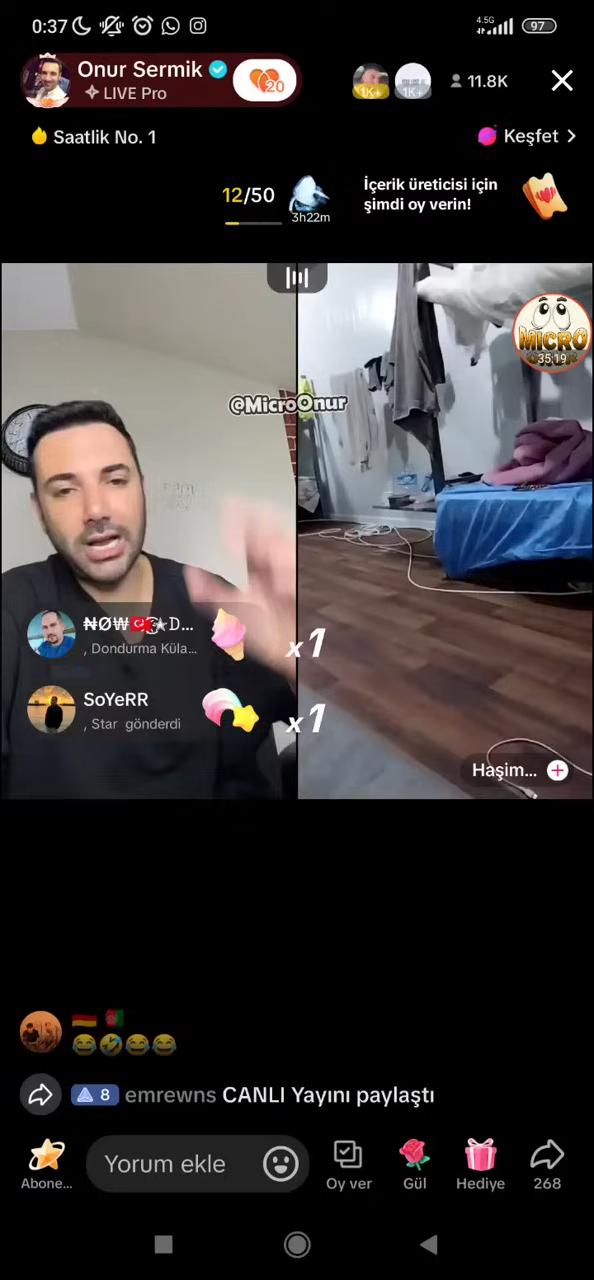 0:37
4.5G
97
Onur Sermik
LIVE Pro
20
1K+
1K+
11.8K
Saatlik No. 1
Keşfet
12/50
3h22m
İçerik üreticisi için
şimdi oy verin!
MICRO
35:19
@MicroOnur
₦Ø₩🇹🇷★D...
, Dondurma Küla...
x1
SoYeRR
, Star gönderdi
x1
Haşim...
🇩🇪 🇦🇫
😂🤣😂😂
8 emrewns CANLI Yayını paylaştı
Abone...
Yorum ekle
Oy ver
Gül
Hediye
268